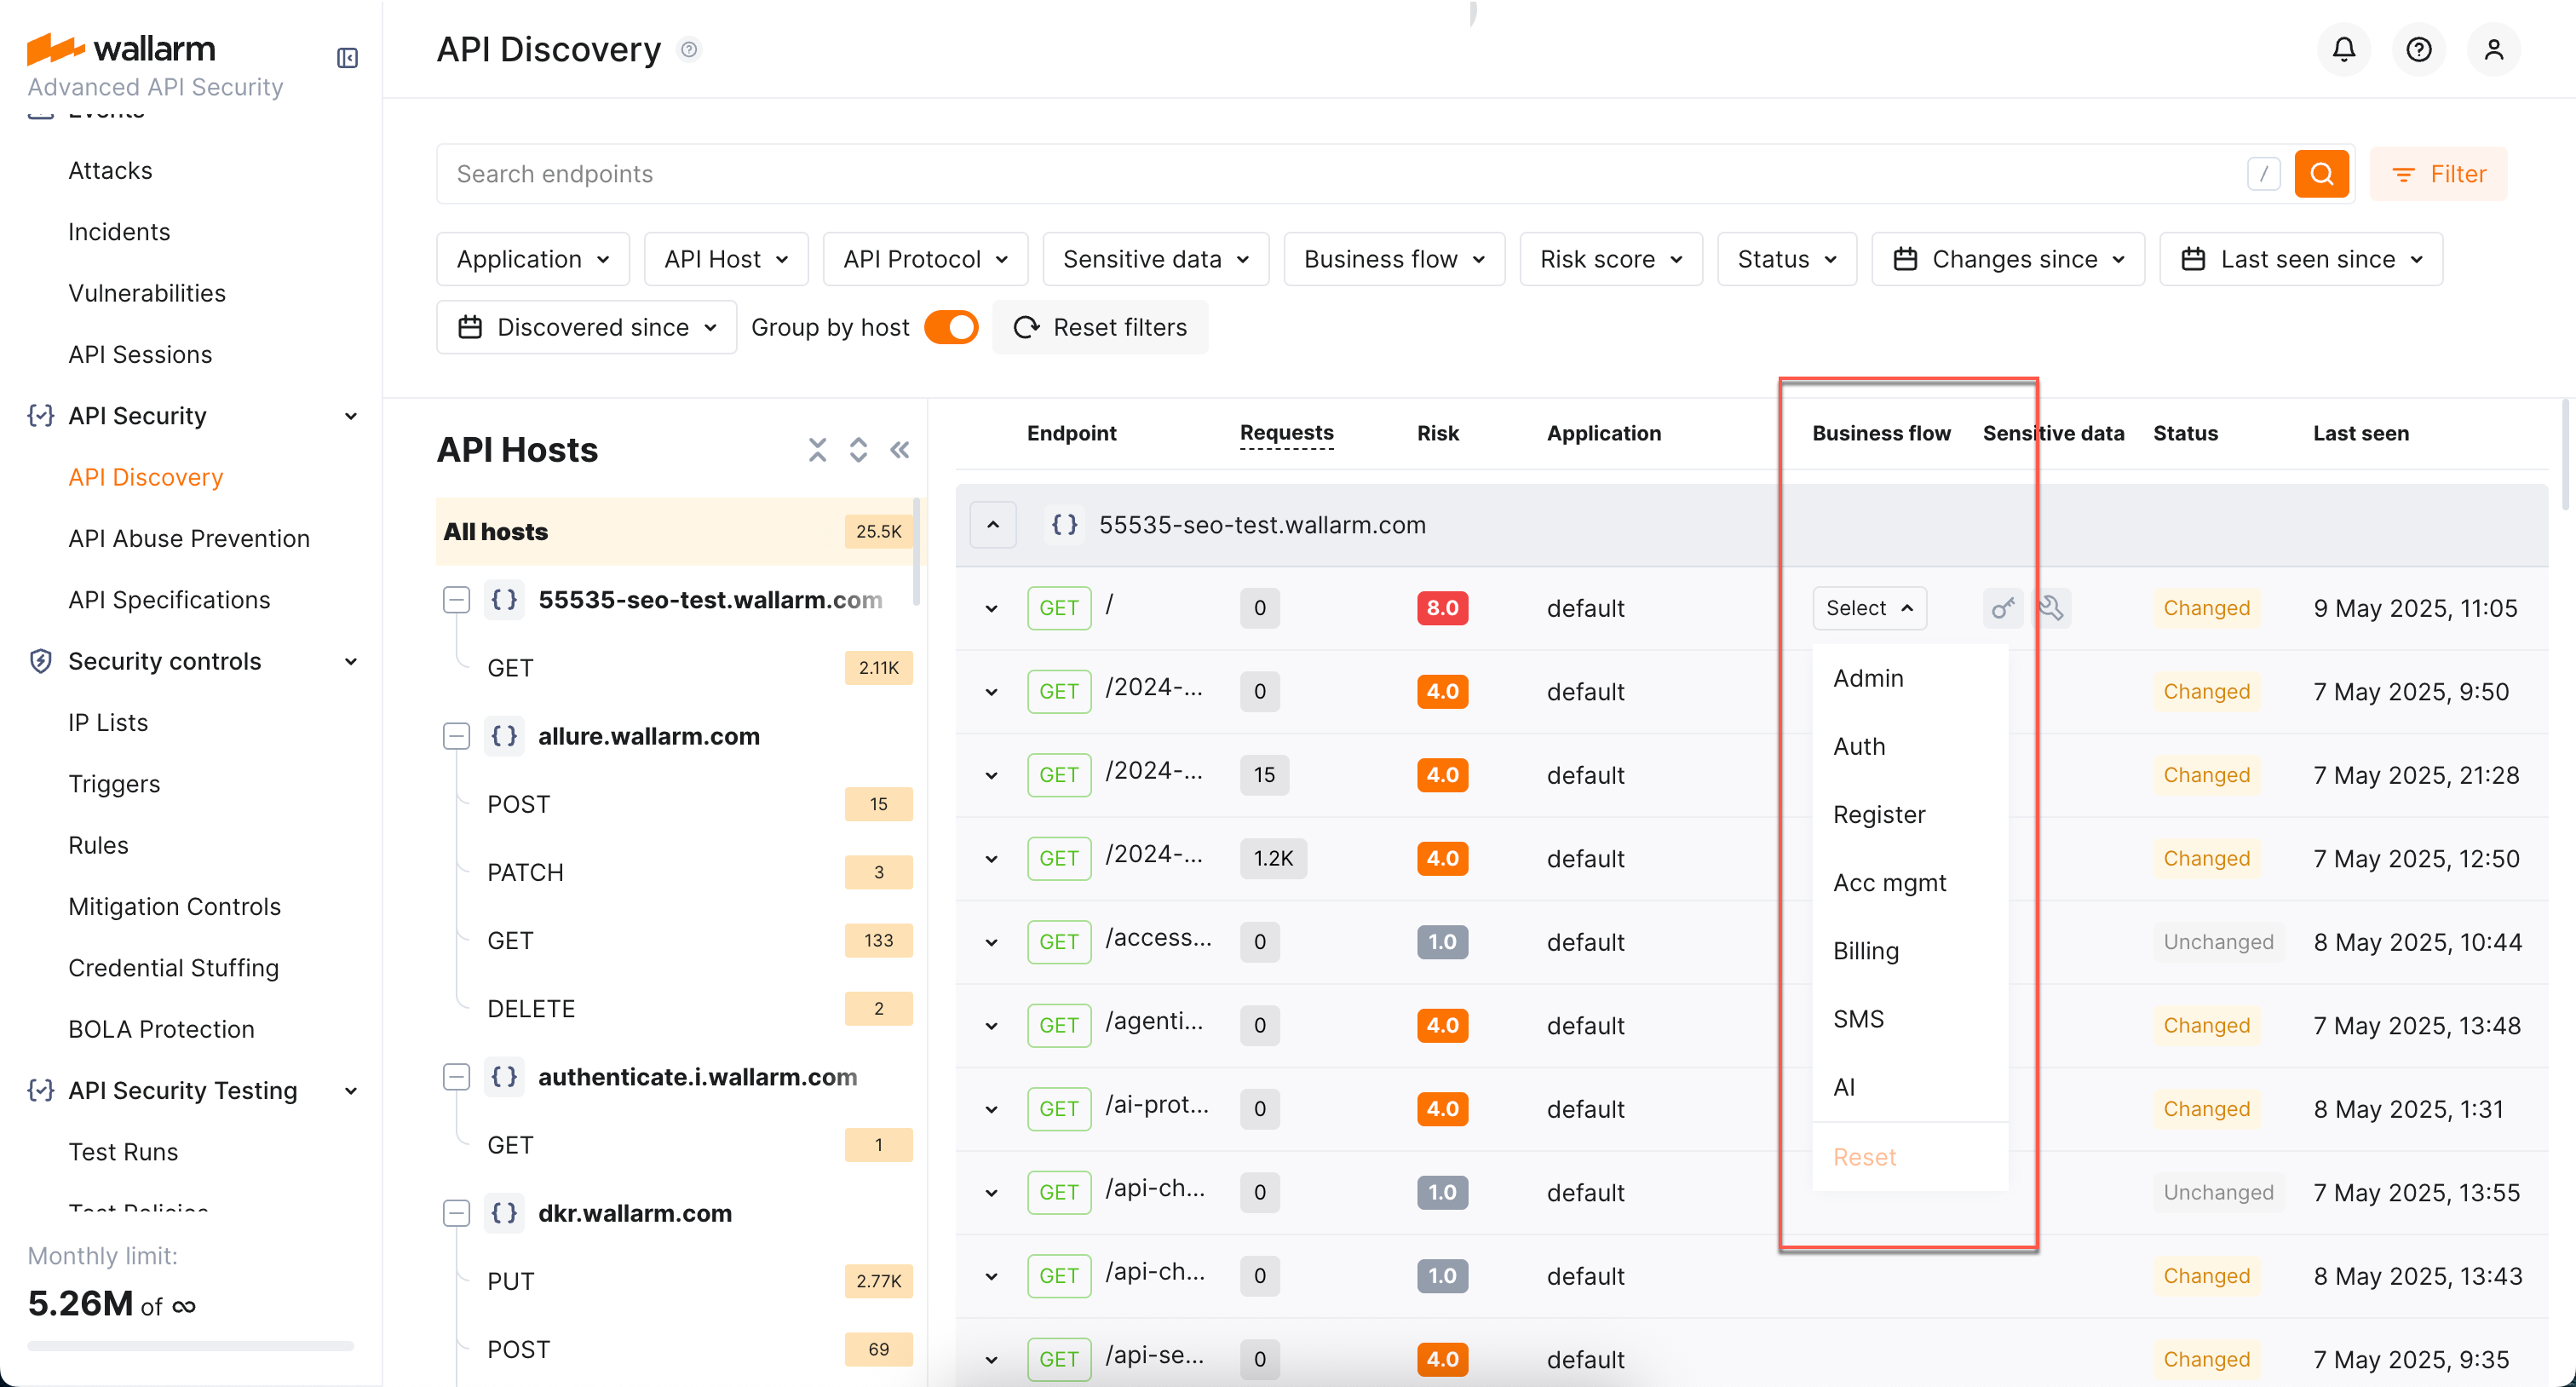 wallarm
Advanced API Security
Events
Attacks
Incidents
Vulnerabilities
API Sessions
API Security
API Discovery
API Abuse Prevention
API Specifications
Security controls
IP Lists
Triggers
Rules
Mitigation Controls
Credential Stuffing
BOLA Protection
API Security Testing
Test Runs
Test Policies
Monthly limit:
5.26M of ∞
API Discovery
Search endpoints /
Filter
Application API Host API Protocol Sensitive data Business flow Risk score Status Changes since Last seen since
Discovered since Group by host Reset filters
API Hosts
All hosts 25.5K
55535-seo-test.wallarm.com
GET 2.11K
allure.wallarm.com
POST 15
PATCH 3
GET 133
DELETE 2
authenticate.i.wallarm.com
GET 1
dkr.wallarm.com
PUT 2.77K
POST 69
Endpoint Requests Risk Application Business flow Sensitive data Status Last seen
{ } 55535-seo-test.wallarm.com
GET / 0 8.0 default Select Changed 9 May 2025, 11:05
GET /2024-... 0 4.0 default Changed 7 May 2025, 9:50
GET /2024-... 15 4.0 default Changed 7 May 2025, 21:28
GET /2024-... 1.2K 4.0 default Changed 7 May 2025, 12:50
GET /access... 0 1.0 default Unchanged 8 May 2025, 10:44
GET /agenti... 0 4.0 default Changed 7 May 2025, 13:48
GET /ai-prot... 0 4.0 default Changed 8 May 2025, 1:31
GET /api-ch... 0 1.0 default Unchanged 7 May 2025, 13:55
GET /api-ch... 0 1.0 default Changed 8 May 2025, 13:43
GET /api-se... 0 4.0 default Changed 7 May 2025, 9:35
Admin
Auth
Register
Acc mgmt
Billing
SMS
AI
Reset